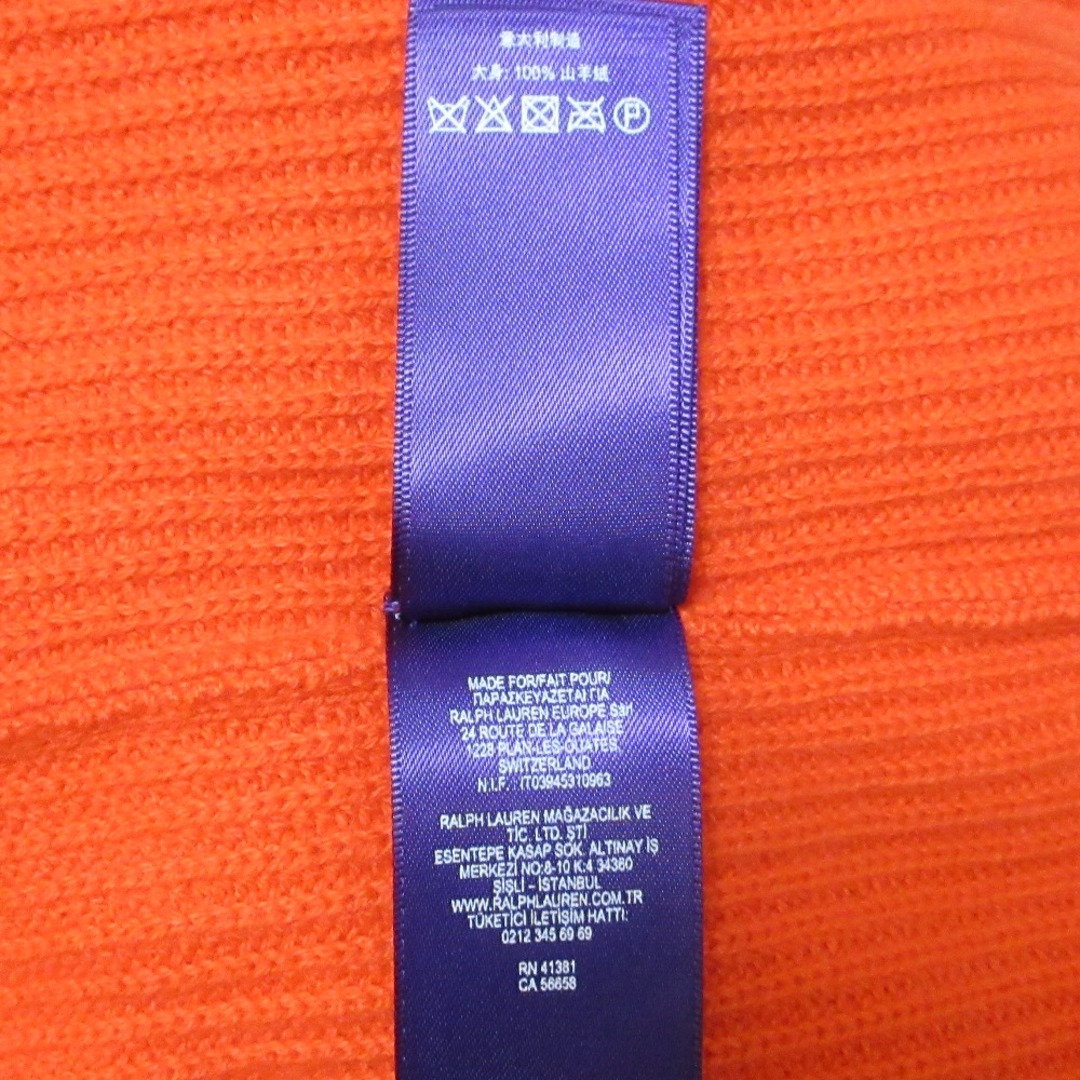 意大利制造
大身: 100% 山羊绒
P
MADE FOR/FAIT POUR/
ΠΑΡΑΣΚΕΥΑΖΕΤΑΙ ΓΙΑ
RALPH LAUREN EUROPE Sarl
24 ROUTE DE LA GALAISE
1228 PLAN-LES-OUATES
SWITZERLAND
N.I.F. : IT03945310963
RALPH LAUREN MAĞAZACILIK VE
TİC. LTD. ŞTİ
ESENTEPE KASAP SOK. ALTINAY İŞ
MERKEZİ NO:8-10 K:4 34360
ŞİŞLİ - İSTANBUL
WWW.RALPHLAUREN.COM.TR
TÜKETİCİ İLETİŞİM HATTI:
0212 345 69 69
RN 41381
CA 56658